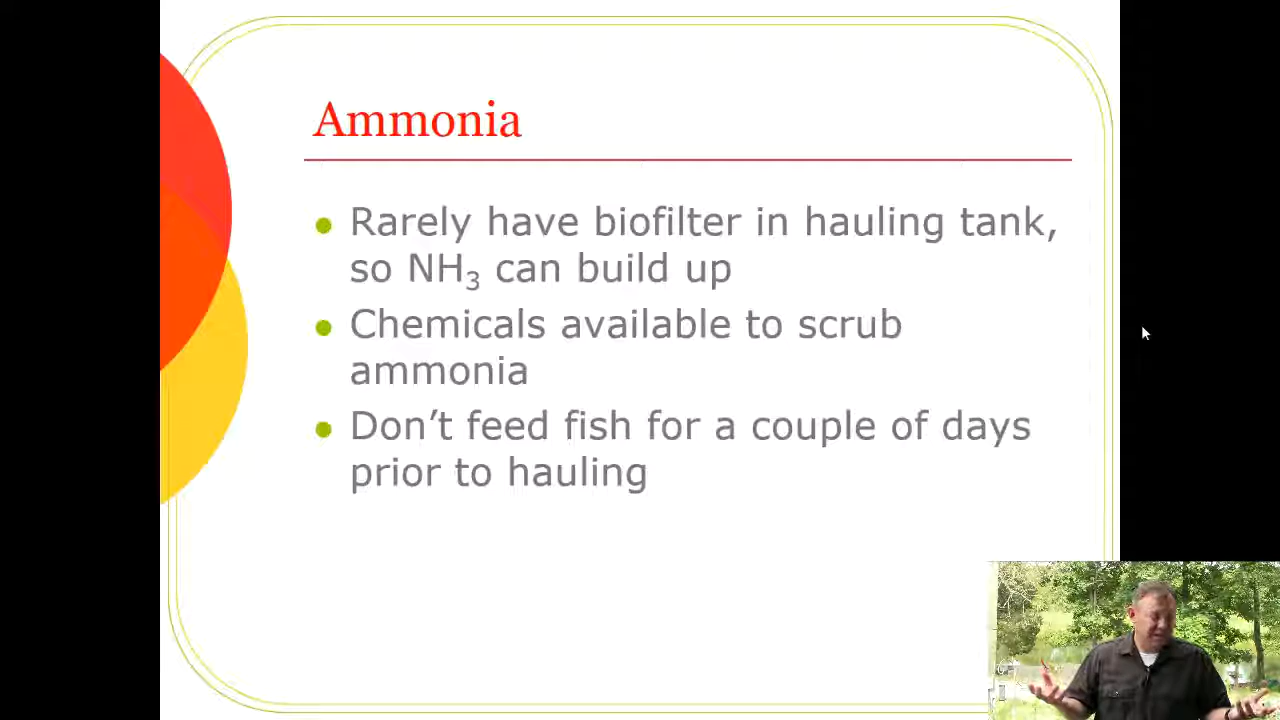 Ammonia
Rarely have biofilter in hauling tank,
so NH₃ can build up
Chemicals available to scrub
ammonia
Don’t feed fish for a couple of days
prior to hauling